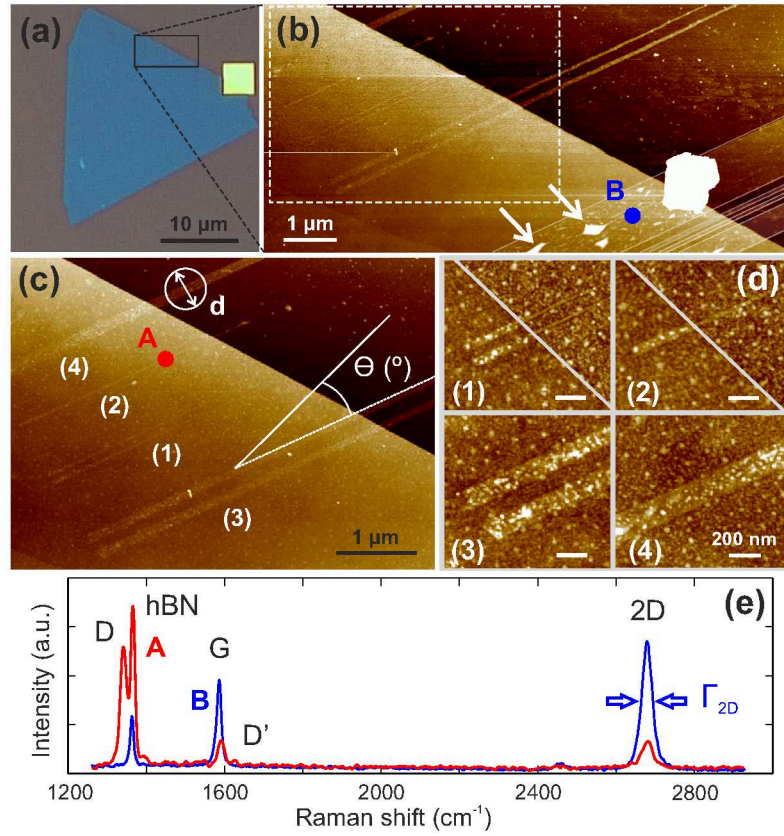 (a)
10 µm
(b)
B
1 µm
(c)
d
A
Θ (º)
(4)
(2)
(1)
(3)
1 µm
(d)
(1)
(2)
(3)
(4)
200 nm
(e)
Intensity (a.u.)
D
hBN
A
B
G
D'
2D
Γ2D
1200
1600
2000
2400
2800
Raman shift (cm-1)